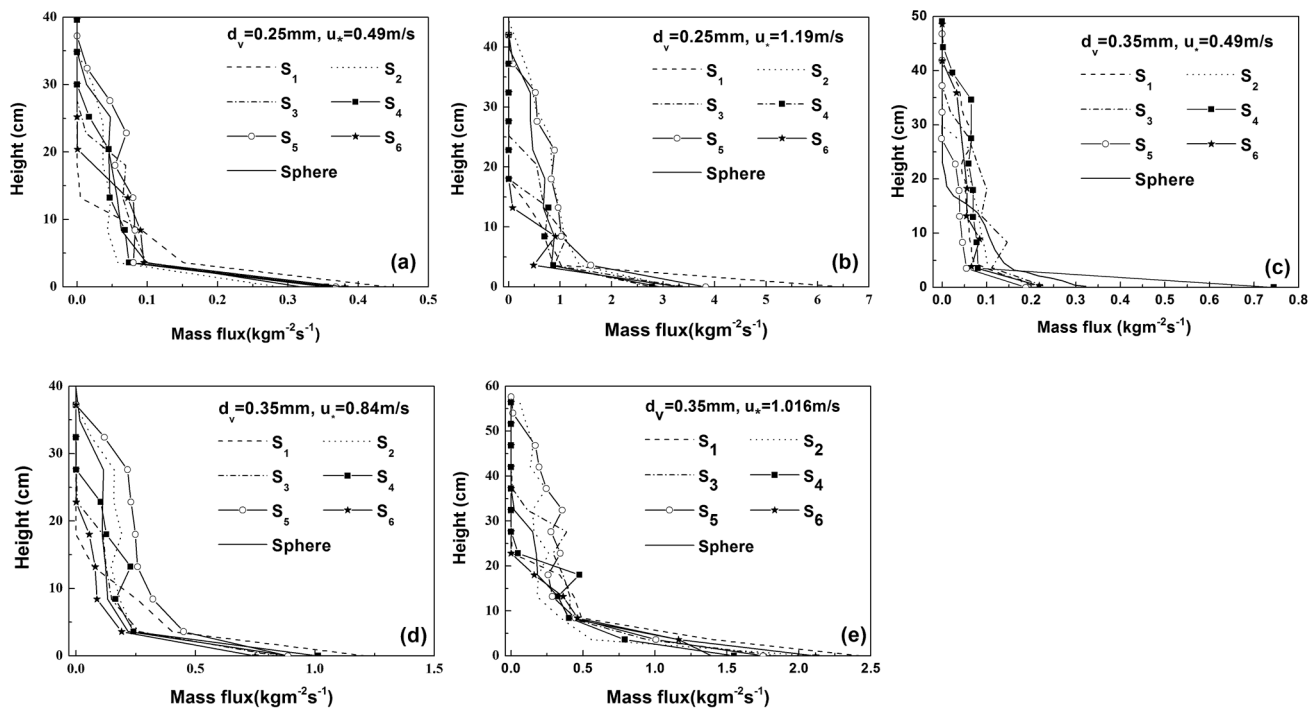 d_v=0.25mm, u_*=0.49m/s
S_1 S_2
S_3 S_4
S_5 S_6
Sphere
(a)
Height (cm)
40
30
20
10
0
0.0 0.1 0.2 0.3 0.4 0.5
Mass flux(kgm⁻²s⁻¹)
d_v=0.25mm, u_*=1.19m/s
S_1 S_2
S_3 S_4
S_5 S_6
Sphere
(b)
Height (cm)
40
30
20
10
0
0 1 2 3 4 5 6 7
Mass flux(kgm⁻²s⁻¹)
d_v=0.35mm, u_*=0.49m/s
S_1 S_2
S_3 S_4
S_5 S_6
Sphere
(c)
Height (cm)
50
40
30
20
10
0
0.0 0.1 0.2 0.3 0.4 0.5 0.6 0.7 0.8
Mass flux (kgm⁻²s⁻¹)
d_v=0.35mm, u_*=0.84m/s
S_1 S_2
S_3 S_4
S_5 S_6
Sphere
(d)
Height (cm)
40
30
20
10
0
0.0 0.5 1.0 1.5
Mass flux(kgm⁻²s⁻¹)
d_v=0.35mm, u_*=1.016m/s
S_1 S_2
S_3 S_4
S_5 S_6
Sphere
(e)
Height (cm)
60
50
40
30
20
10
0
0.0 0.5 1.0 1.5 2.0 2.5
Mass flux(kgm⁻²s⁻¹)